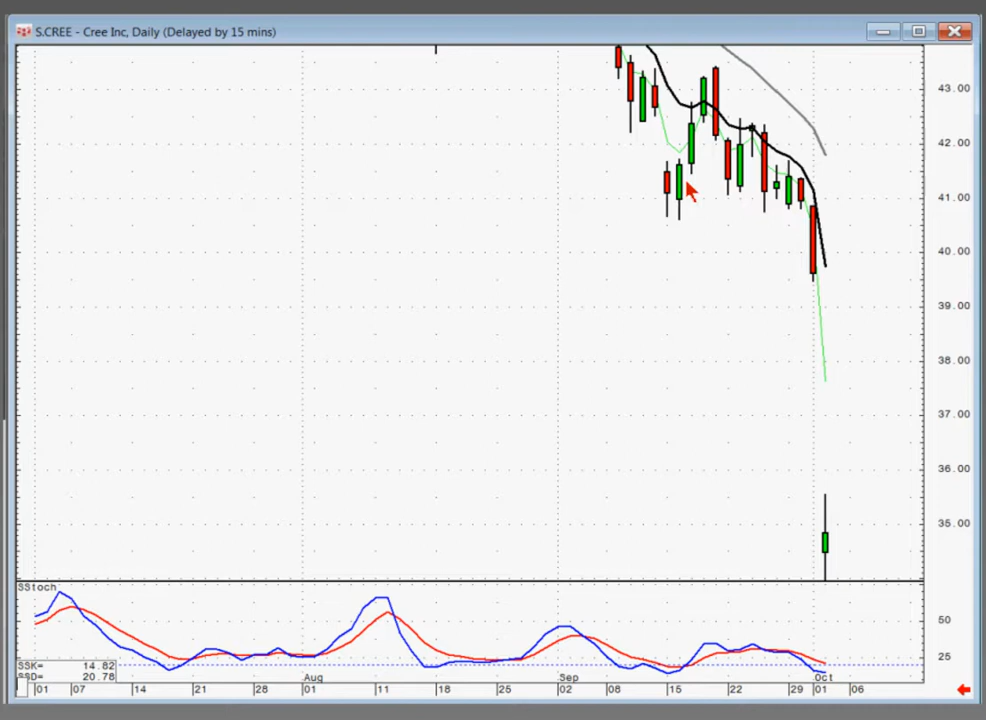 S.CREE - Cree Inc, Daily (Delayed by 15 mins)
43.00
42.00
41.00
40.00
39.00
38.00
37.00
36.00
35.00
SStoch
50
25
SSK= 14.82
SSD= 20.78
Aug Sep Oct
01 07 14 21 28 01 11 18 25 02 08 15 22 29 01 06